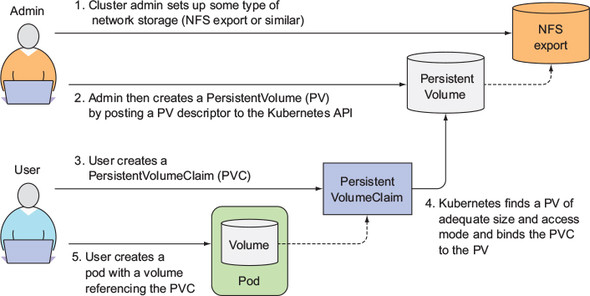 Admin
1. Cluster admin sets up some type of
network storage (NFS export or similar)
NFS
export
Persistent
Volume
2. Admin then creates a PersistentVolume (PV)
by posting a PV descriptor to the Kubernetes API
User
3. User creates a
PersistentVolumeClaim (PVC)
Persistent
VolumeClaim
4. Kubernetes finds a PV of
adequate size and access
mode and binds the PVC
to the PV
Volume
Pod
5. User creates a
pod with a volume
referencing the PVC